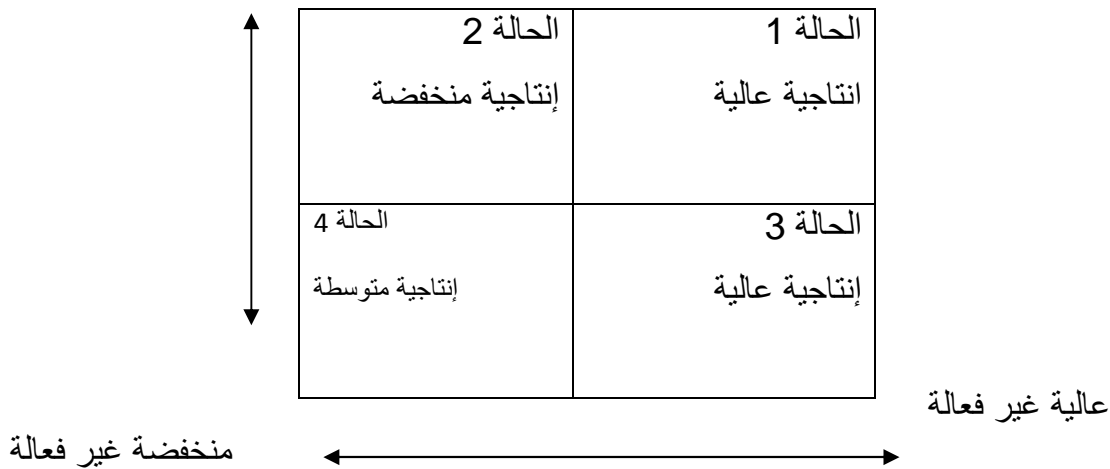 الحالة 1
انتاجية عالية
الحالة 2
إنتاجية منخفضة
الحالة 3
إنتاجية عالية
الحالة 4
إنتاجية متوسطة
عالية غير فعالة
منخفضة غير فعالة